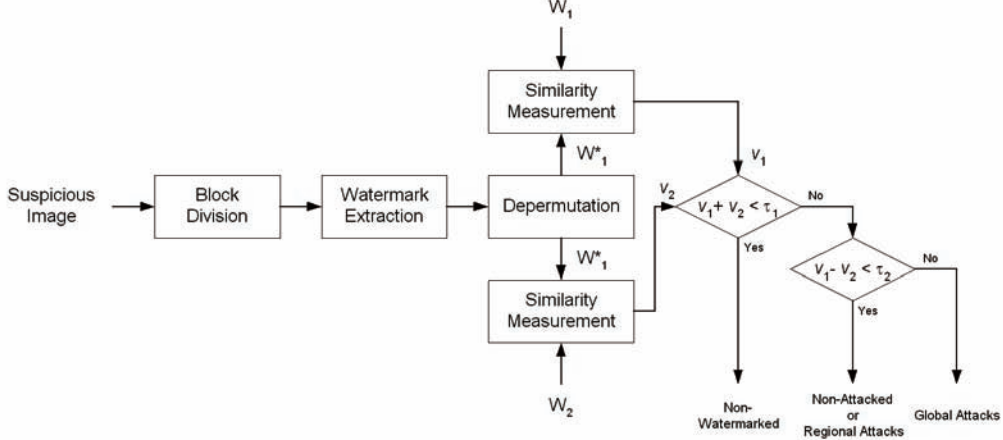 W1
Similarity
Measurement
W*1
v1
Suspicious
Image
Block
Division
Watermark
Extraction
Depermutation
v2
v1 + v2 < τ1
No
Yes
W*1
v1 - v2 < τ2
No
Yes
Similarity
Measurement
W2
Non-
Watermarked
Non-Attacked
or
Regional Attacks
Global Attacks